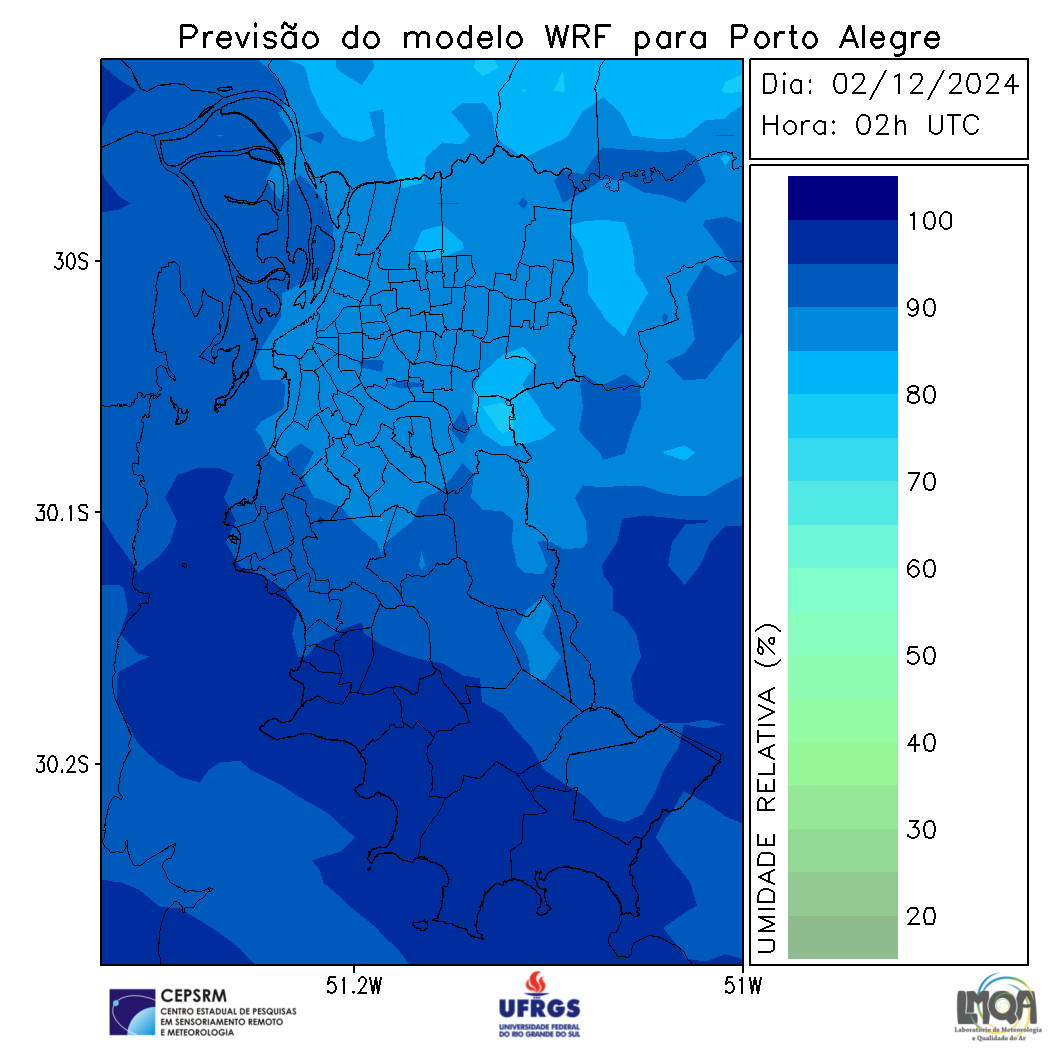 Previsão do modelo WRF para Porto Alegre
Dia: 02/12/2024
Hora: 02h UTC
30S
30.1S
30.2S
51.2W
51W
UMIDADE RELATIVA (%)
100
90
80
70
60
50
40
30
20
CEPSRM
CENTRO ESTADUAL DE PESQUISAS
EM SENSORIAMENTO REMOTO
E METEOROLOGIA
UFRGS
UNIVERSIDADE FEDERAL
DO RIO GRANDE DO SUL
LMQA
Laboratório de Meteorologia
e Qualidade do Ar